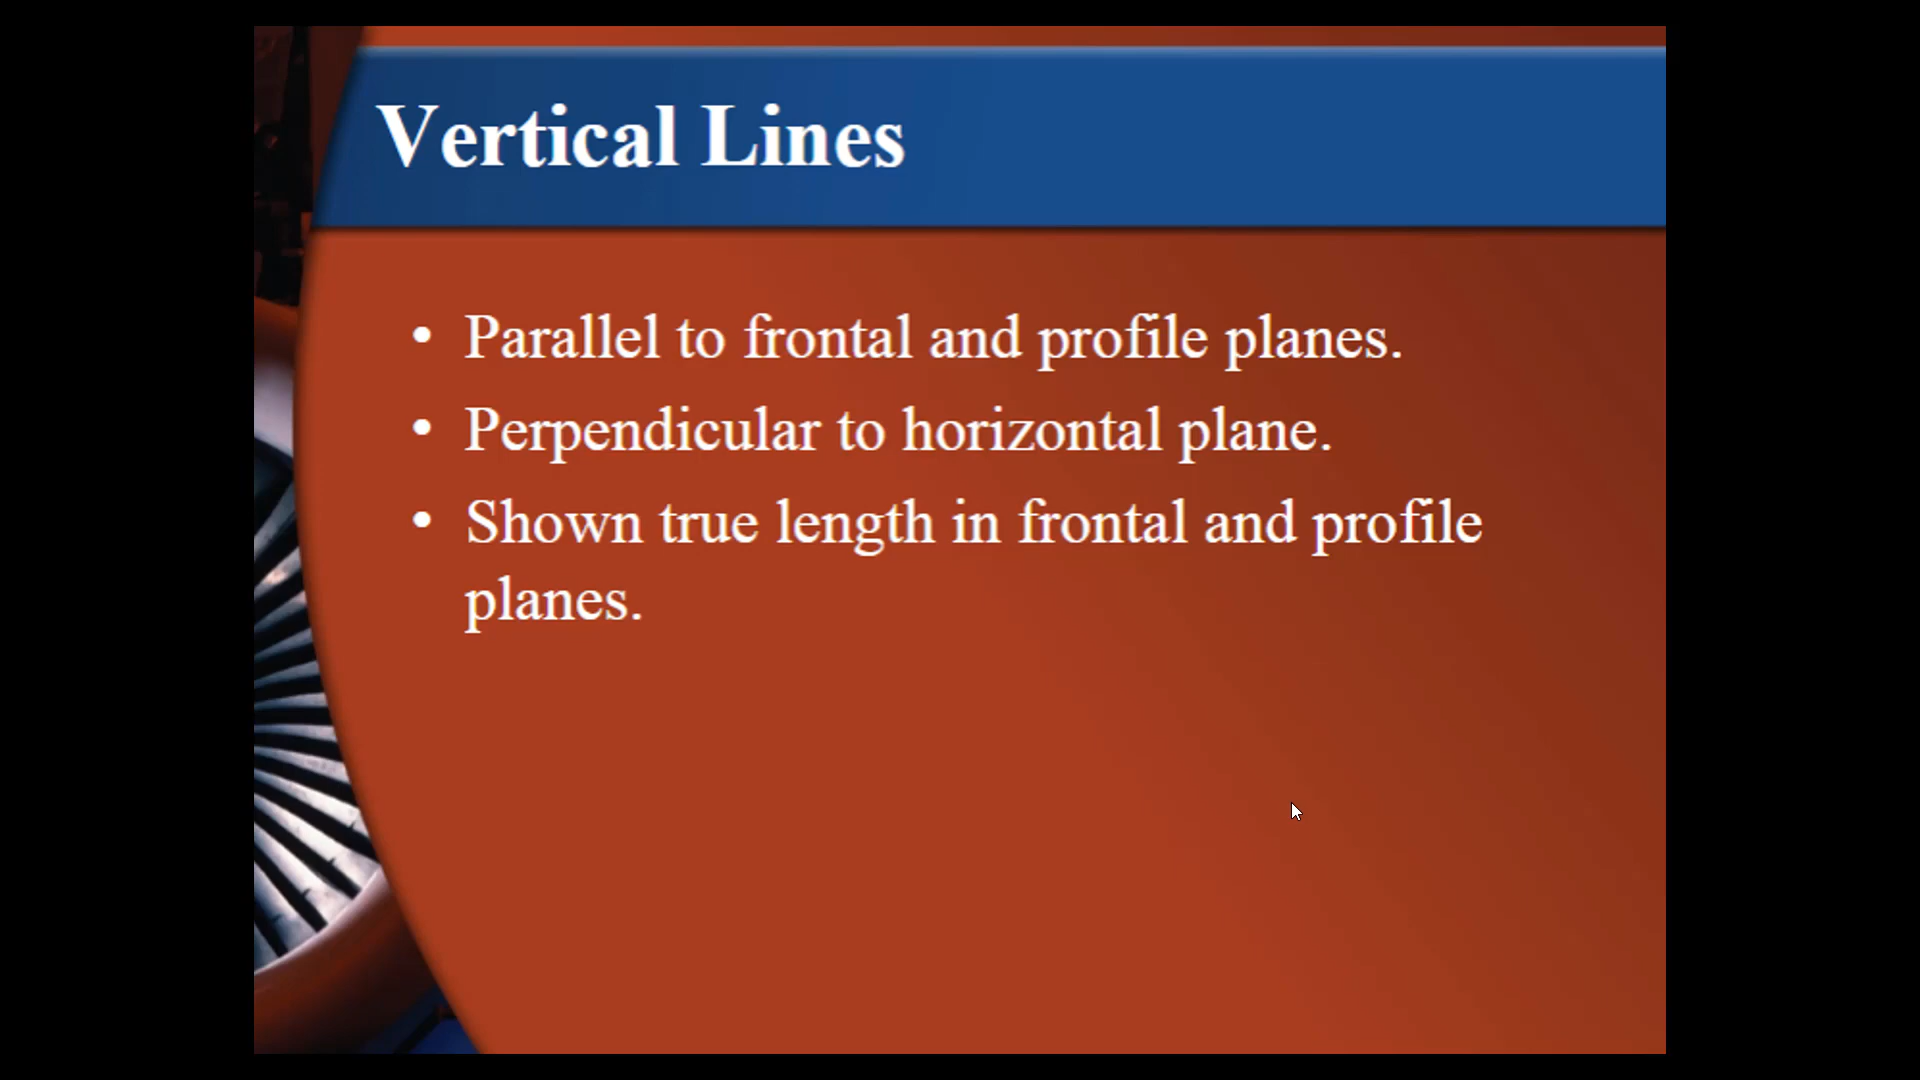 Vertical Lines
• Parallel to frontal and profile planes.
• Perpendicular to horizontal plane.
• Shown true length in frontal and profile
planes.